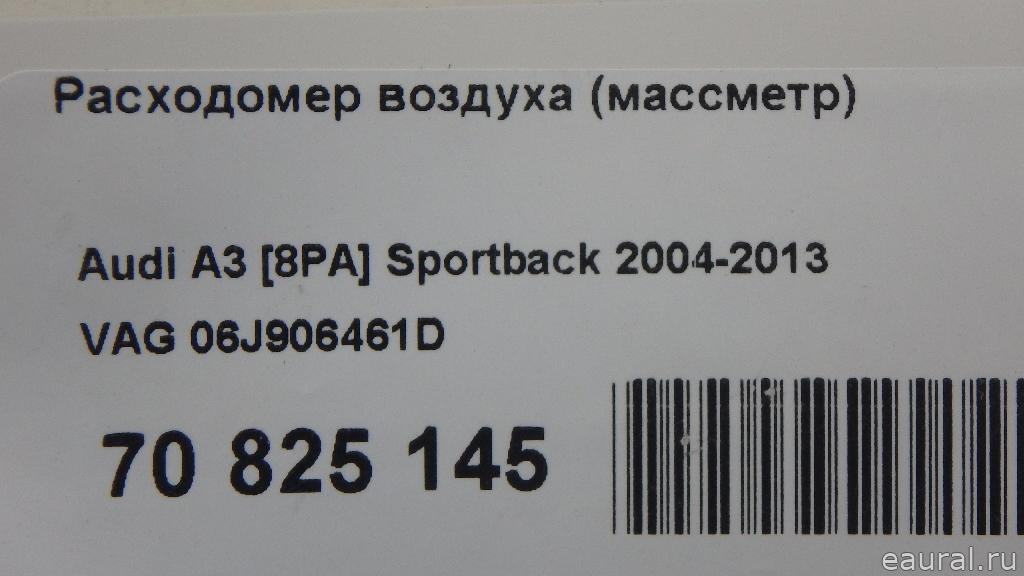 Расходомер воздуха (массметр)
Audi A3 [8PA] Sportback 2004-2013
VAG 06J906461D
70 825 145
eaural.ru